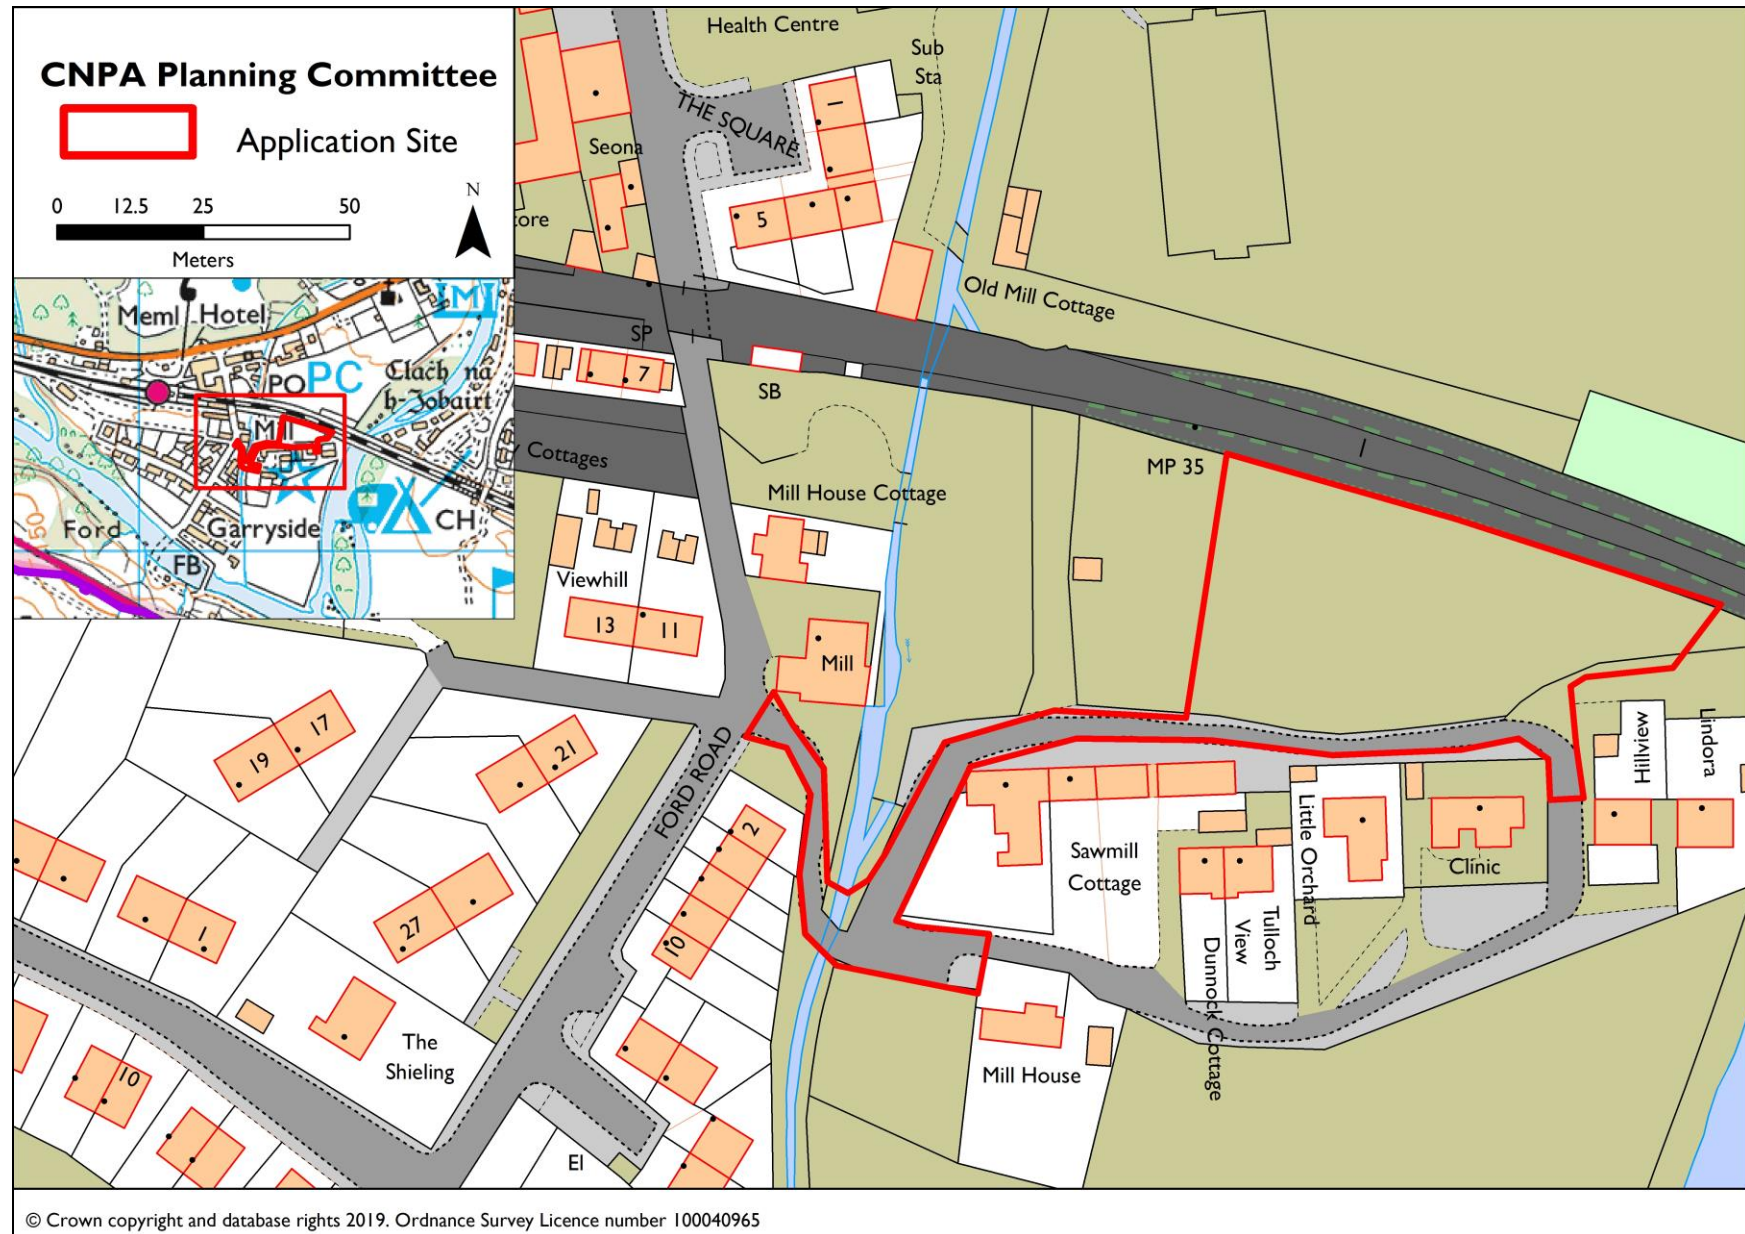 CNPA Planning Committee
Application Site
0 12.5 25 50
Meters
N
Meml Hotel
PO
PC
M
Clach na
h-Iobairt
Mill
Ford
Garryside
CH
FB
50
Health Centre
Sub
Sta
THE SQUARE
1
Seona
5
tore
Old Mill Cottage
SP
7
SB
MP 35
y Cottages
Mill House Cottage
Viewhill
13
11
Mill
19
17
21
FORD ROAD
2
10
27
1
The
Shieling
10
El
Sawmill
Cottage
Little Orchard
Clinic
Hillview
Lindora
Tulloch
View
Dunnock Cottage
Mill House
© Crown copyright and database rights 2019. Ordnance Survey Licence number 100040965